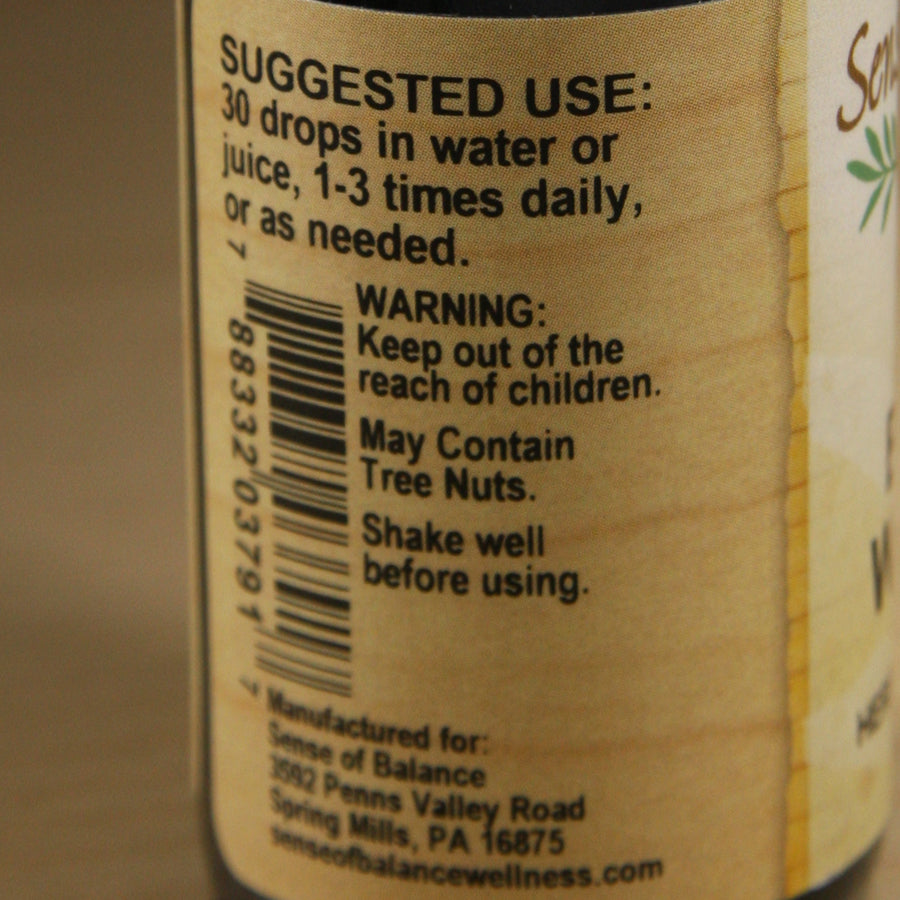 SUGGESTED USE:
30 drops in water or
juice, 1-3 times daily,
or as needed.
WARNING:
Keep out of the
reach of children.
May Contain
Tree Nuts.
Shake well
before using.
7 88332 03791 7
Manufactured for:
Sense of Balance
3592 Penns Valley Road
Spring Mills, PA 16875
senseofbalancewellness.com